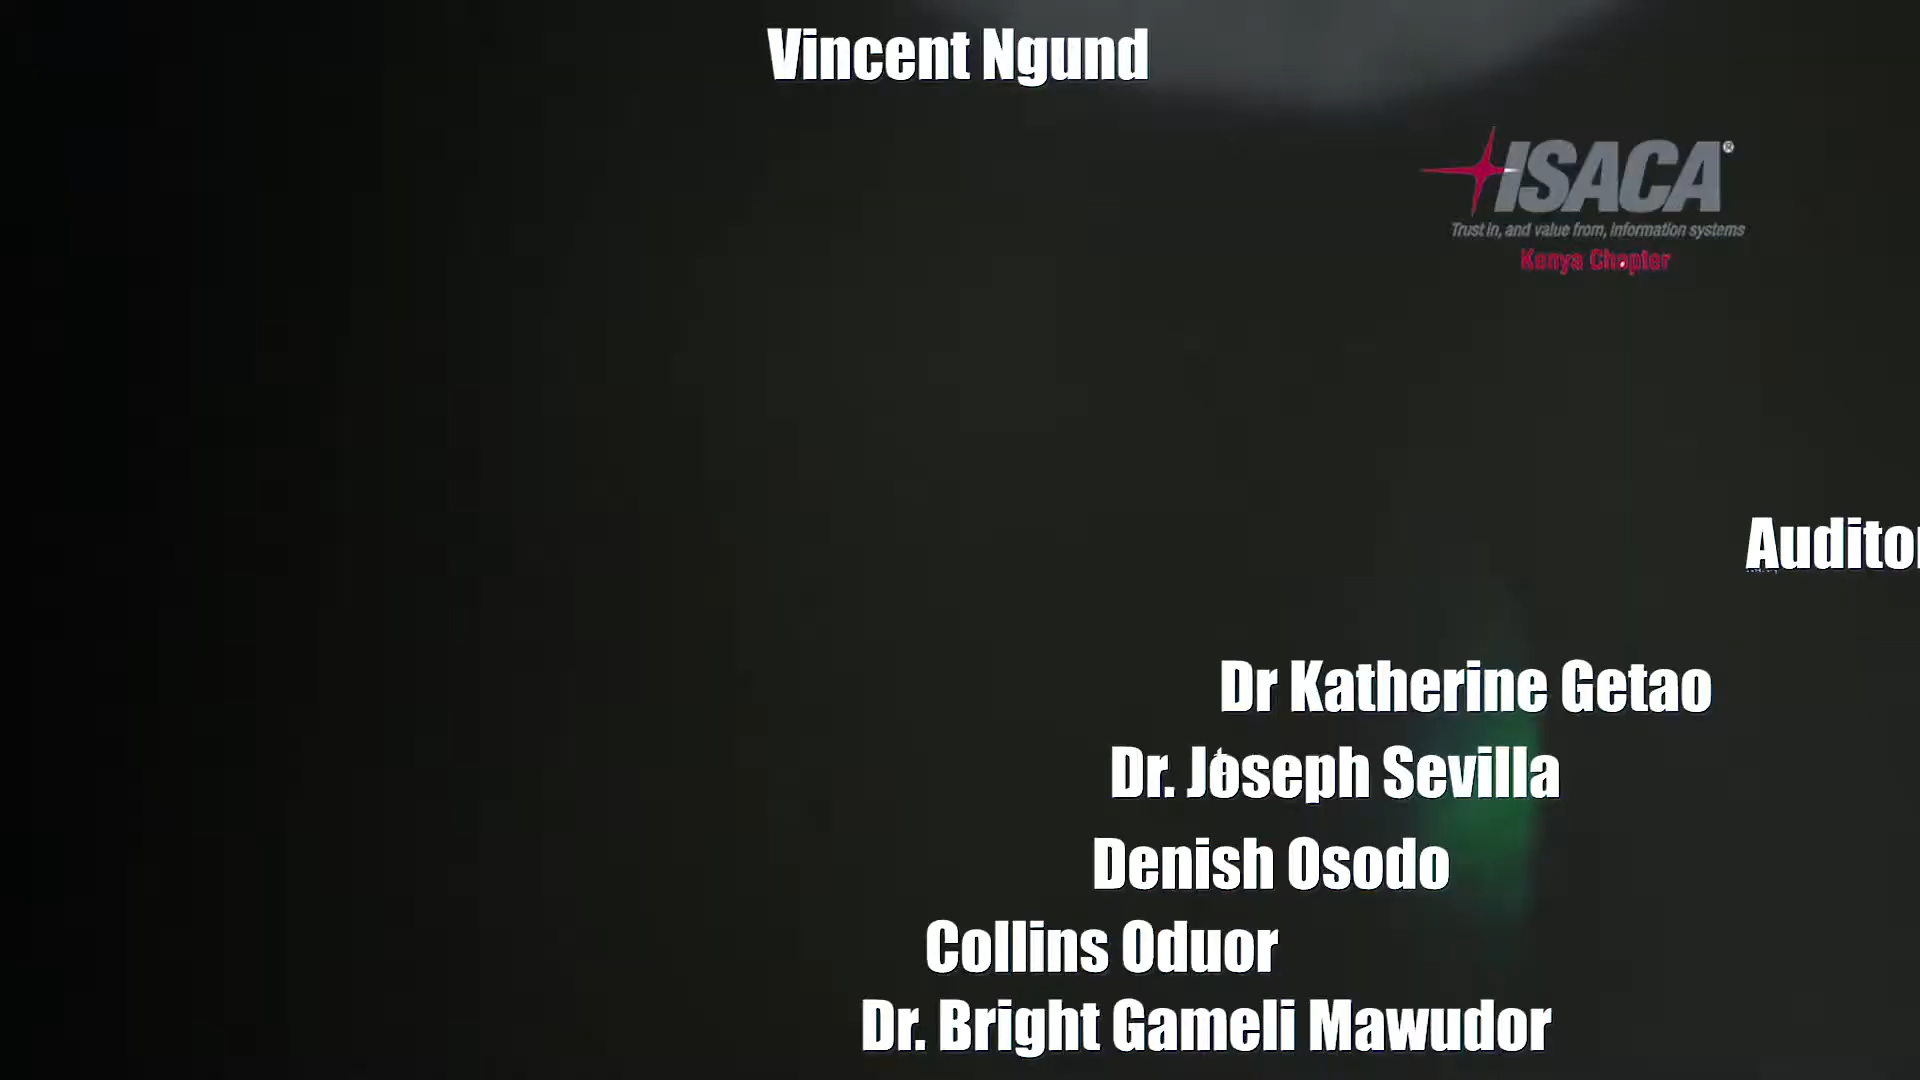 Vincent Ngund
ISACA®
Trust in, and value from, information systems
Kenya Chapter
Auditor
Dr Katherine Getao
Dr. Joseph Sevilla
Denish Osodo
Collins Oduor
Dr. Bright Gameli Mawudor